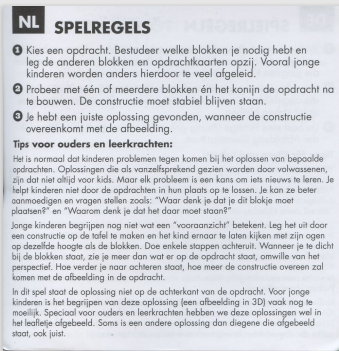 NL SPELREGELS
❶ Kies een opdracht. Bestudeer welke blokken je nodig hebt en
leg de anderen blokken en opdrachtkaarten opzij. Vooral jonge
kinderen worden anders hierdoor te veel afgeleid.
❷ Probeer met één of meerdere blokken én het konijn de opdracht na
te bouwen. De constructie moet stabiel blijven staan.
❸ Je hebt een juiste oplossing gevonden, wanneer de constructie
overeenkomt met de afbeelding.
Tips voor ouders en leerkrachten:
Het is normaal dat kinderen problemen tegen komen bij het oplossen van bepaalde
opdrachten. Oplossingen die als vanzelfsprekend gezien worden door volwassenen,
zijn dat niet altijd voor kids. Maar elk probleem is een kans om iets nieuws te leren. Je
helpt kinderen niet door de opdrachten in hun plaats op te lossen. Je kan ze beter
aanmoedigen en vragen stellen zoals: "Waar denk je dat je dit blokje moet
plaatsen?" en "Waarom denk je dat het daar moet staan?"
Jonge kinderen begrijpen nog niet wat een "vooraanzicht" betekent. Leg het uit door
een constructie op de tafel te maken en het kind ernaar te laten kijken met zijn ogen
op dezelfde hoogte als de blokken. Doe enkele stappen achteruit. Wanneer je te dicht
bij de blokken staat, zie je meer dan wat er op de opdracht staat, omwille van het
perspectief. Hoe verder je naar achteren staat, hoe meer de constructie overeen zal
komen met de afbeelding in de opdracht.
In dit spel staat de oplossing niet op de achterkant van de opdracht. Voor jonge
kinderen is het begrijpen van deze oplossing (een afbeelding in 3D) vaak nog te
moeilijk. Speciaal voor ouders en leerkrachten hebben we deze oplossingen wel in
het leafletje afgebeeld. Soms is een andere oplossing dan diegene die afgebeeld
staat, ook juist.